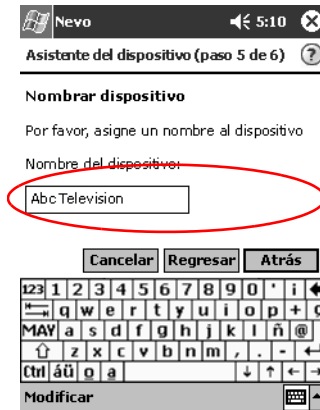 Nevo 5:10
Asistente del dispositivo (paso 5 de 6) ?
Nombrar dispositivo
Por favor, asigne un nombre al dispositivo
Nombre del dispositivo:
Abc Television
Cancelar Regresar Atrás
123 1 2 3 4 5 6 7 8 9 0 ' ¡
q w e r t y u i o p +
MAY a s d f g h j k l ñ @
z x c v b n m , . -
Ctrl áü o a
Modificar